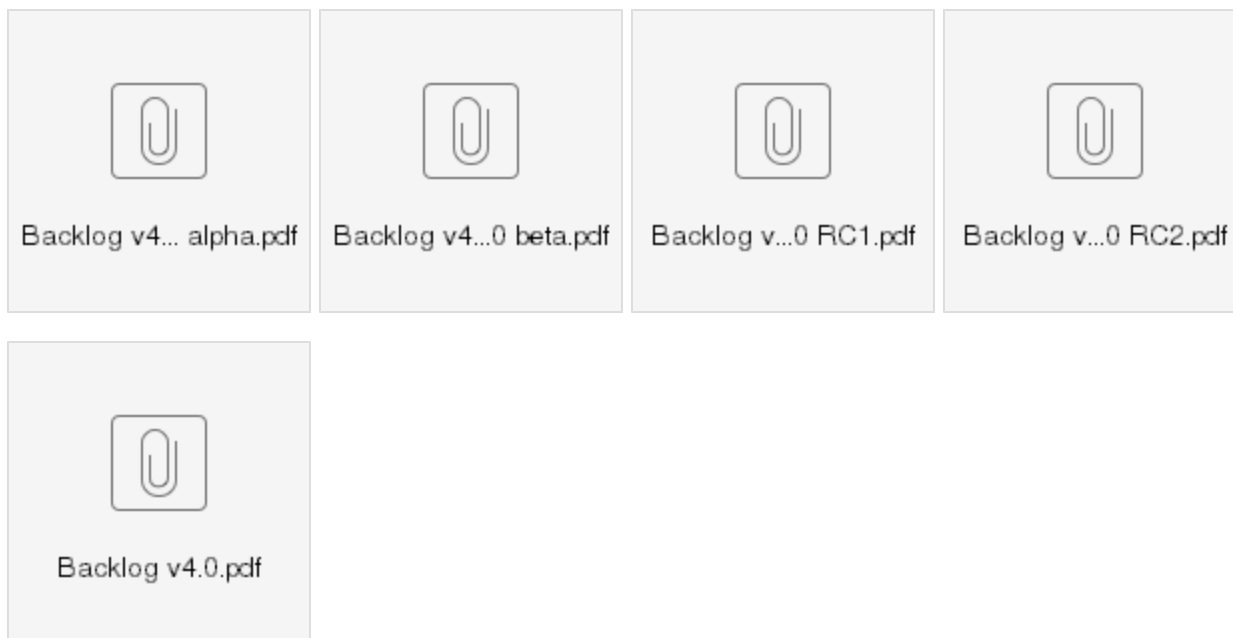 Backlog v4... alpha.pdf
Backlog v4...0 beta.pdf
Backlog v...0 RC1.pdf
Backlog v...0 RC2.pdf
Backlog v4.0.pdf